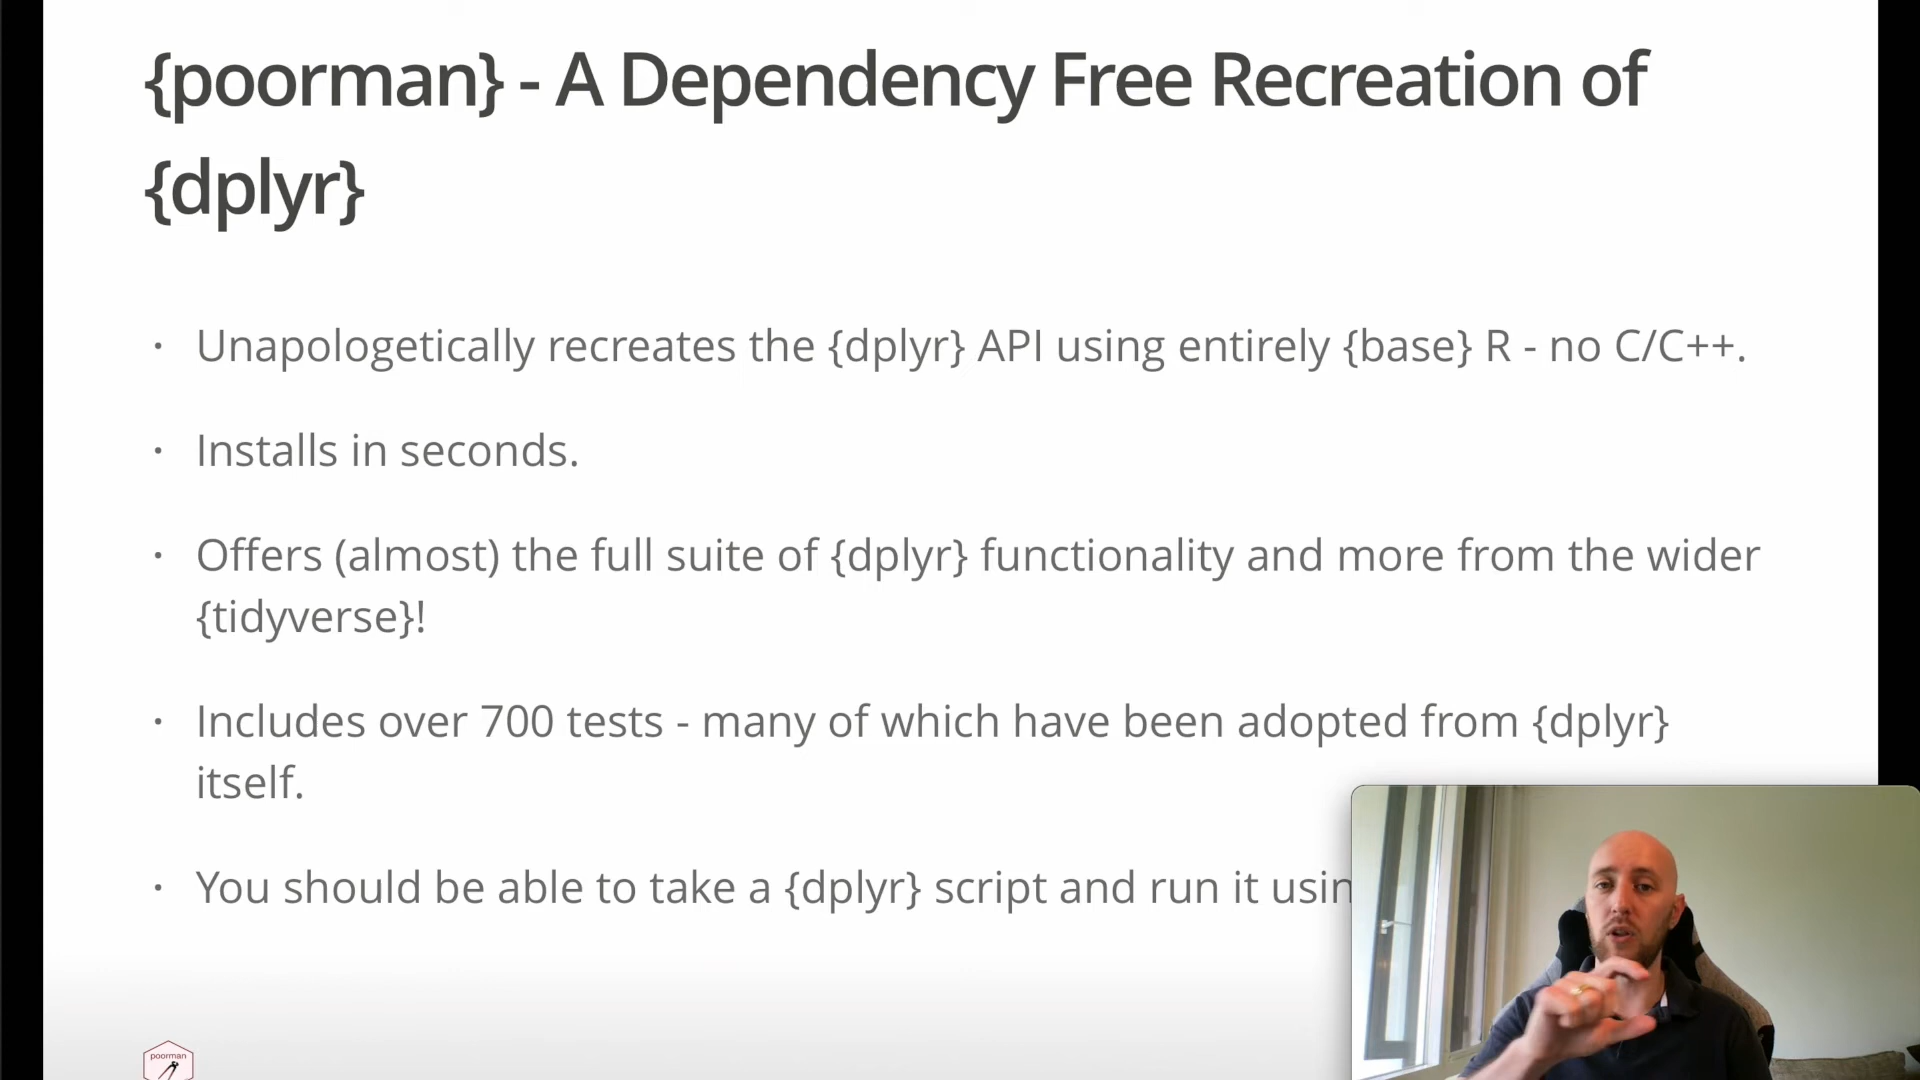 {poorman} - A Dependency Free Recreation of
{dplyr}
· Unapologetically recreates the {dplyr} API using entirely {base} R - no C/C++.
· Installs in seconds.
· Offers (almost) the full suite of {dplyr} functionality and more from the wider
{tidyverse}!
· Includes over 700 tests - many of which have been adopted from {dplyr}
itself.
· You should be able to take a {dplyr} script and run it usin
poorman